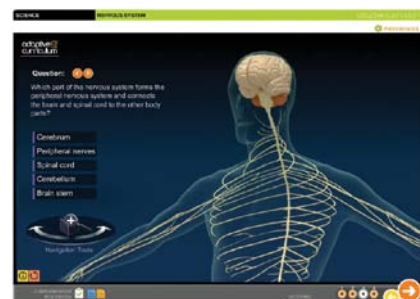 SCIENCE
NERVOUS SYSTEM
adaptive
curriculum
Question:
Which part of the nervous system forms the
peripheral nervous system and connects
the brain and spinal cord to the other body
parts?
Cerebrum
Peripheral nerves
Spinal cord
Cerebellum
Brain stem
Navigation Tools